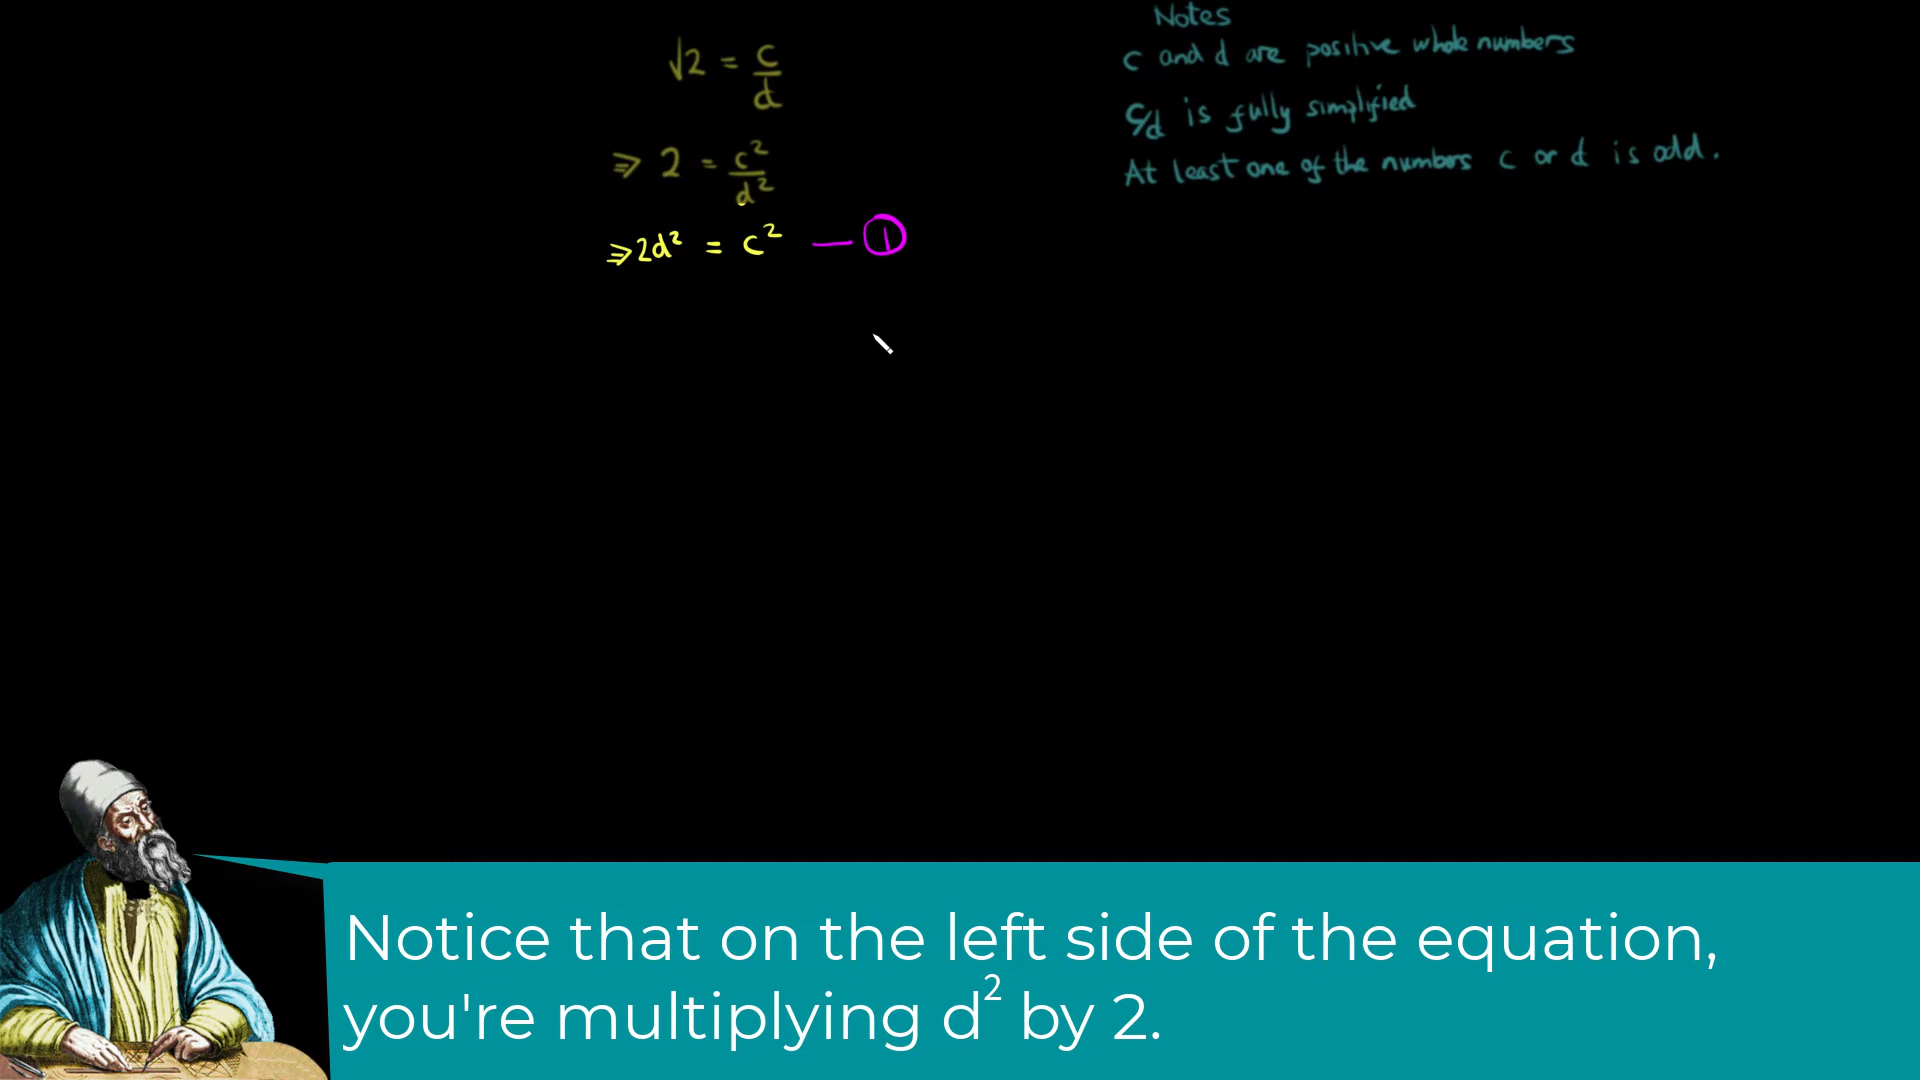 √2 = c/d
⇒ 2 = c²/d²
⇒ 2d² = c² — ①
Notes
c and d are positive whole numbers
c/d is fully simplified
At least one of the numbers c or d is odd.
Notice that on the left side of the equation,
you're multiplying d² by 2.